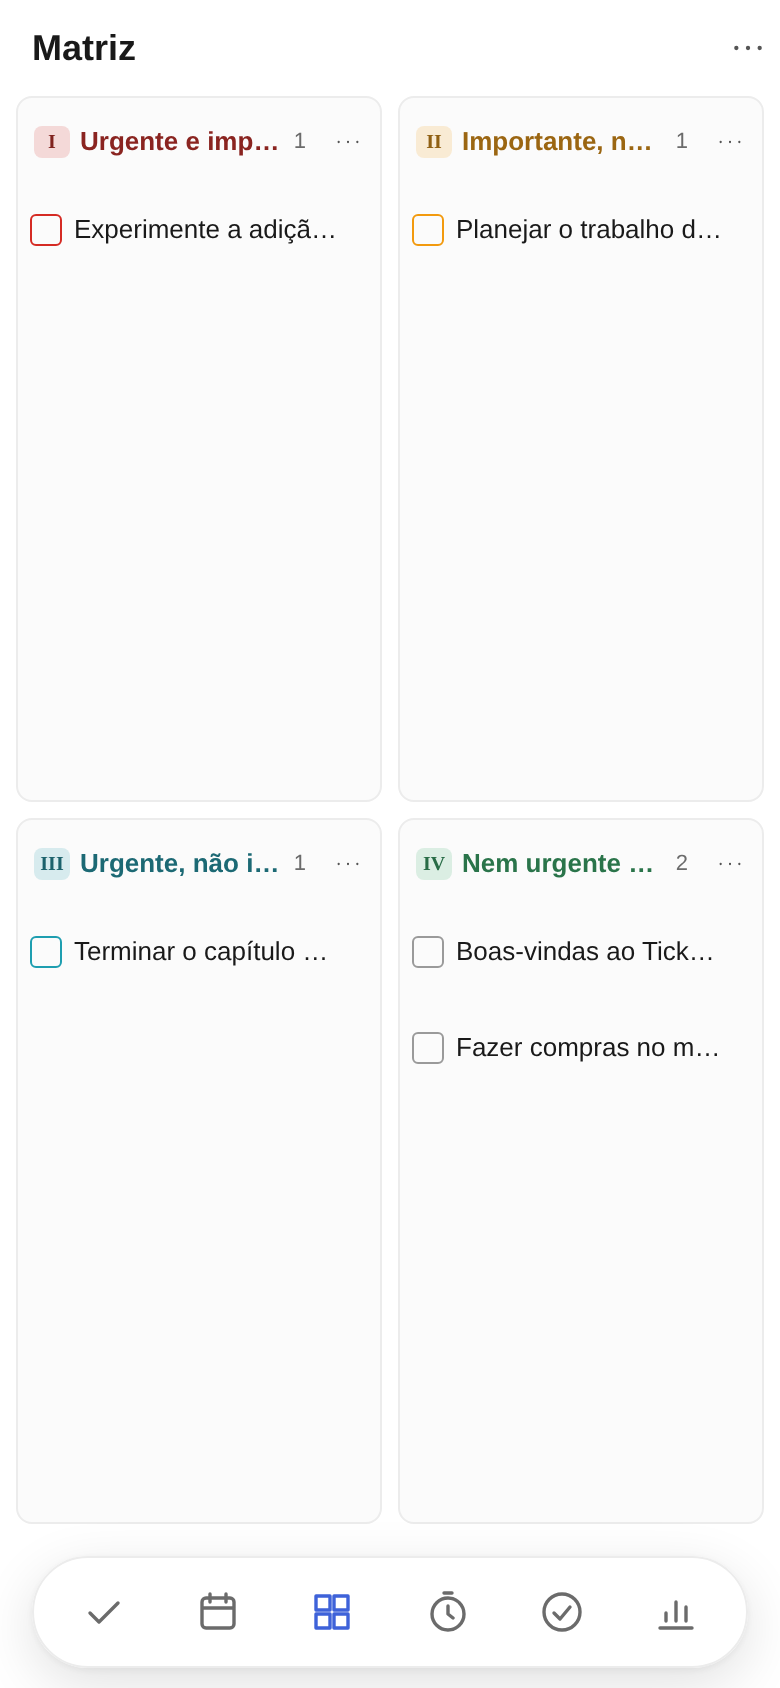 Matriz
I Urgente e imp… 1
Experimente a adiçã…
II Importante, n… 1
Planejar o trabalho d…
III Urgente, não i… 1
Terminar o capítulo …
IV Nem urgente … 2
Boas-vindas ao Tick…
Fazer compras no m…